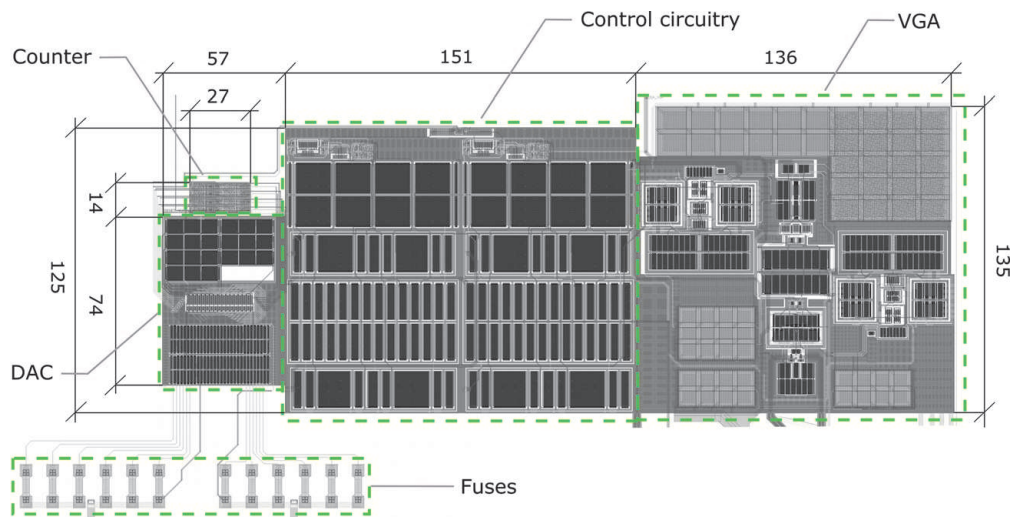 Control circuitry
VGA
Counter
57
151
136
27
14
125
74
135
DAC
Fuses